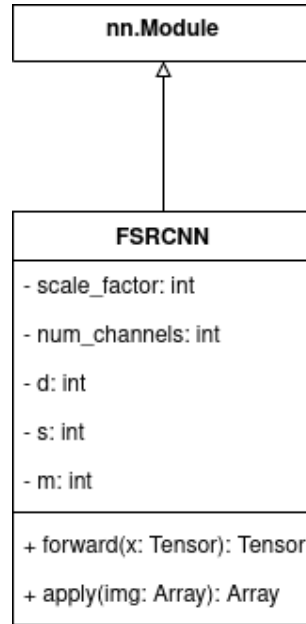 nn.Module
FSRCNN
- scale_factor: int
- num_channels: int
- d: int
- s: int
- m: int
+ forward(x: Tensor): Tensor
+ apply(img: Array): Array